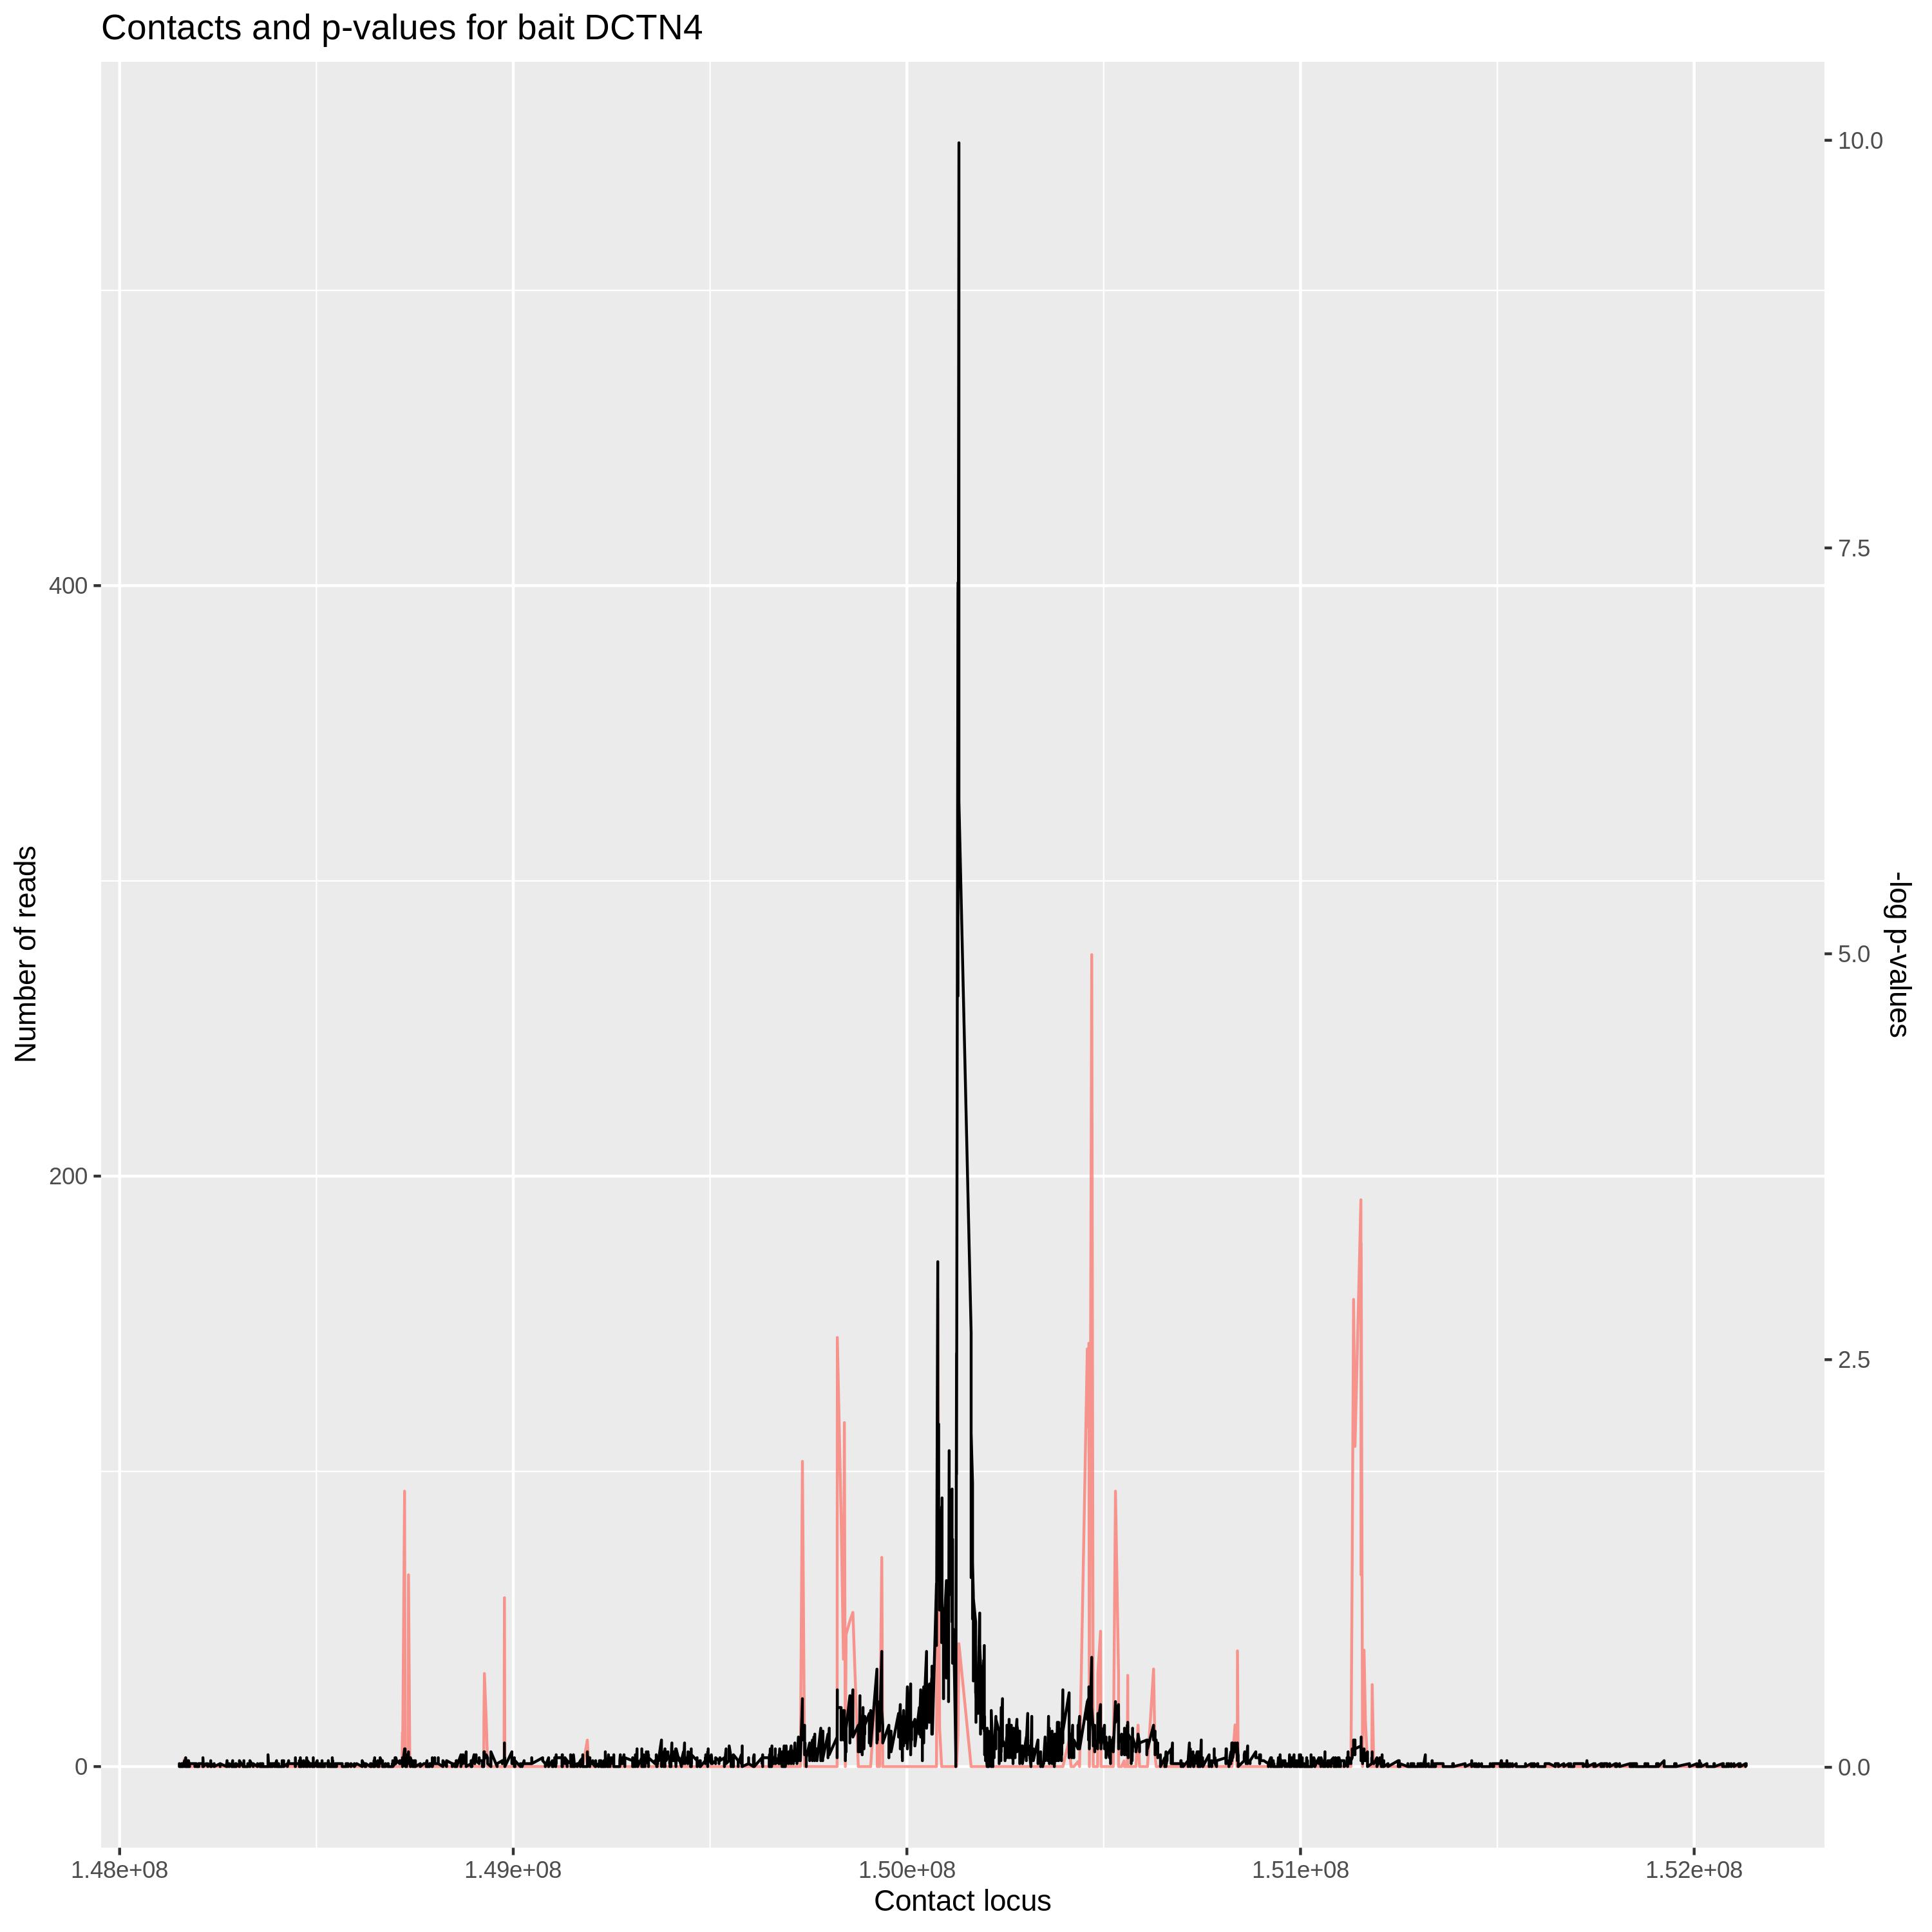 Contacts and p-values for bait DCTN4
Number of reads
400
200
0
10.0
7.5
5.0
2.5
0.0
-log p-values
1.48e+08
1.49e+08
1.50e+08
1.51e+08
1.52e+08
Contact locus